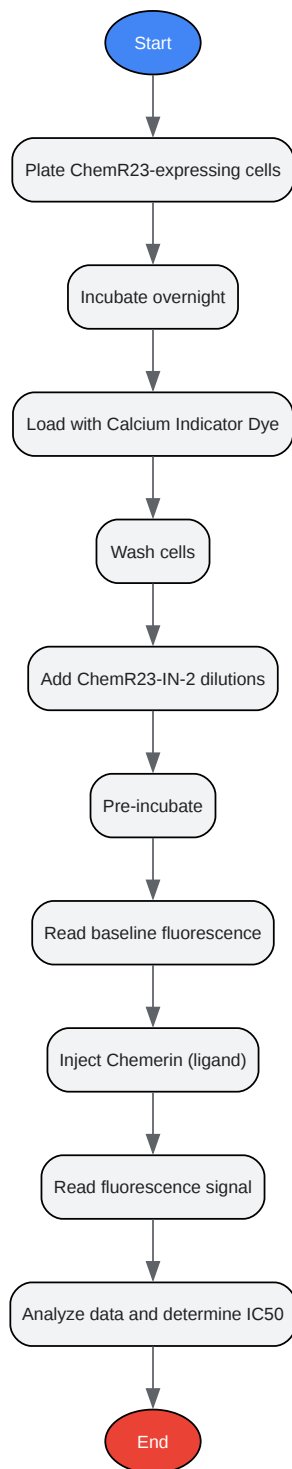 Start
Plate ChemR23-expressing cells
Incubate overnight
Load with Calcium Indicator Dye
Wash cells
Add ChemR23-IN-2 dilutions
Pre-incubate
Read baseline fluorescence
Inject Chemerin (ligand)
Read fluorescence signal
Analyze data and determine IC50
End